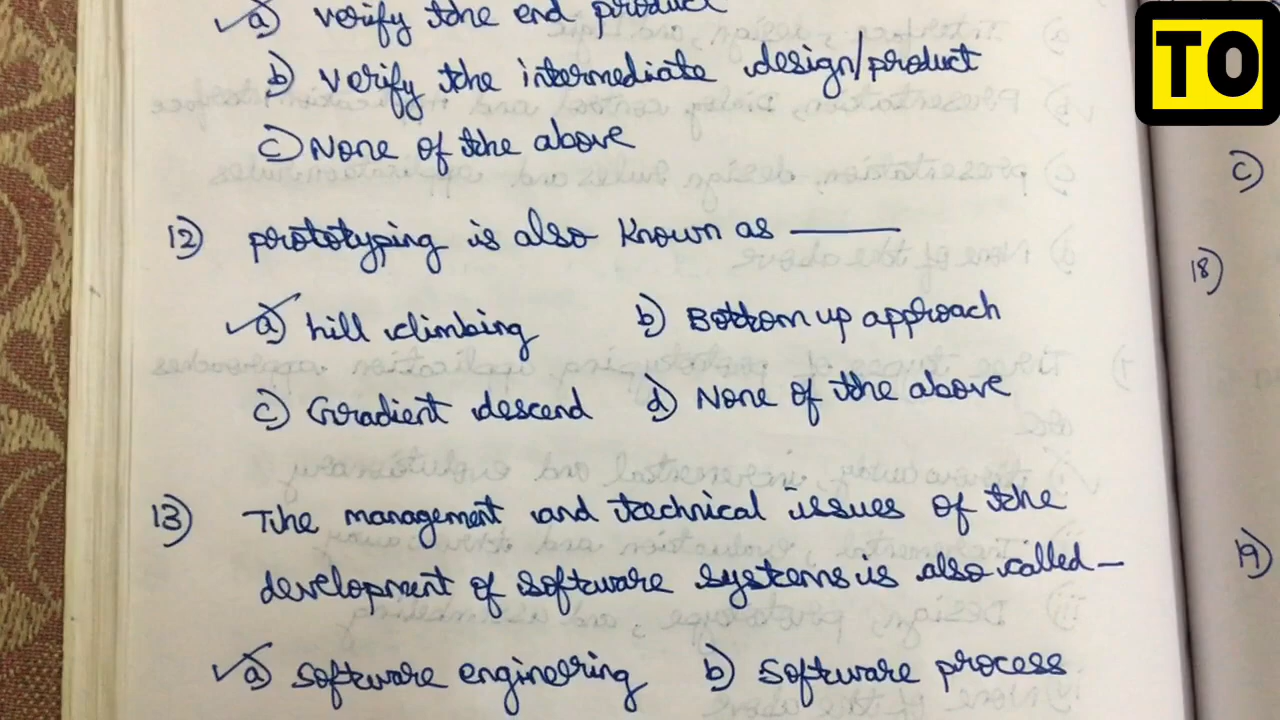 a) verify the end product
b) verify the intermediate design/product
c) None of the above
12) prototyping is also known as ———
a) hill climbing b) Bottom up approach
c) Gradient descend d) None of the above
13) The management and technical issues of the
development of software systems is also called —
a) software engineering b) software process
TO
c)
18)
19)